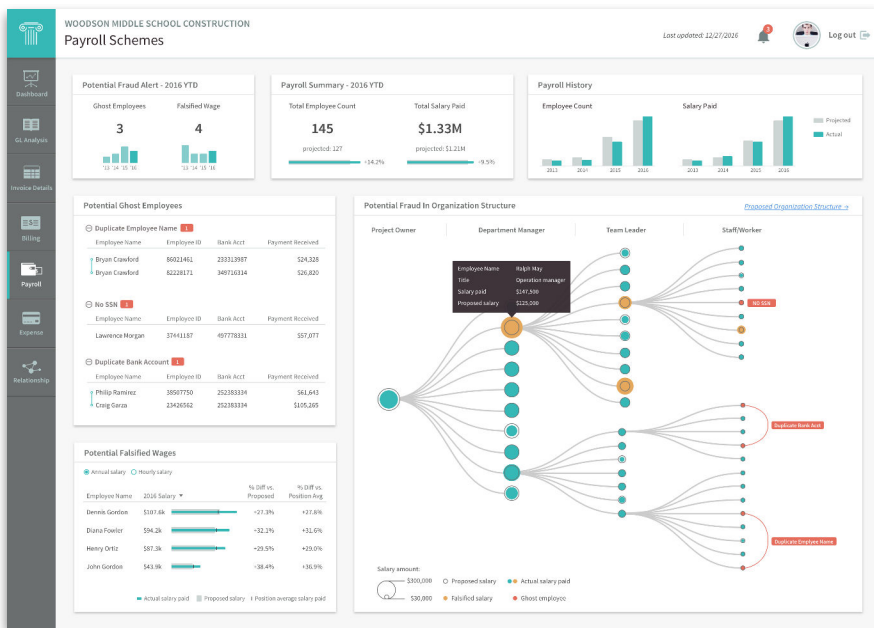 WOODSON MIDDLE SCHOOL CONSTRUCTION
Payroll Schemes
Last updated: 12/27/2016
3
Log out
Dashboard
GL Analysis
Invoice Details
Billing
Payroll
Expense
Relationship
Potential Fraud Alert - 2016 YTD
Ghost Employees
Falsified Wage
3
4
'13 '14 '15 '16
'13 '14 '15 '16
Payroll Summary - 2016 YTD
Total Employee Count
Total Salary Paid
145
$1.33M
projected: 127
projected: $1.21M
+14.2%
+9.5%
Payroll History
Employee Count
Salary Paid
Projected
Actual
2013 2014 2015 2016
2013 2014 2015 2016
Potential Ghost Employees
Duplicate Employee Name 1
Employee Name Employee ID Bank Acct Payment Received
Bryan Crawford 86021461 233313987 $24,328
Bryan Crawford 82228171 349716314 $26,820
No SSN 1
Lawrence Morgan 37441187 497778331 $57,077
Duplicate Bank Account 1
Employee Name Employee ID Bank Acct Payment Received
Philip Ramirez 38507750 252383334 $61,643
Craig Garza 23426562 252383334 $105,265
Potential Falsified Wages
Annual salary Hourly salary
Employee Name 2016 Salary % Diff vs. Proposed % Diff vs. Position Avg
Dennis Gordon $107.6k +27.3% +27.8%
Diana Fowler $94.2k +32.1% +31.6%
Henry Ortiz $87.3k +29.5% +29.0%
John Gordon $43.9k +38.4% +36.9%
Actual salary paid Proposed salary Position average salary paid
Potential Fraud In Organization Structure
Proposed Organization Structure →
Project Owner
Department Manager
Team Leader
Staff/Worker
Employee Name Ralph May
Title Operation manager
Salary paid $147,500
Proposed salary $125,000
NO SSN
Duplicate Bank Acct
Duplicate Emplyee Name
Salary amount:
$300,000
$30,000
Proposed salary
Actual salary paid
Falsified salary
Ghost employee